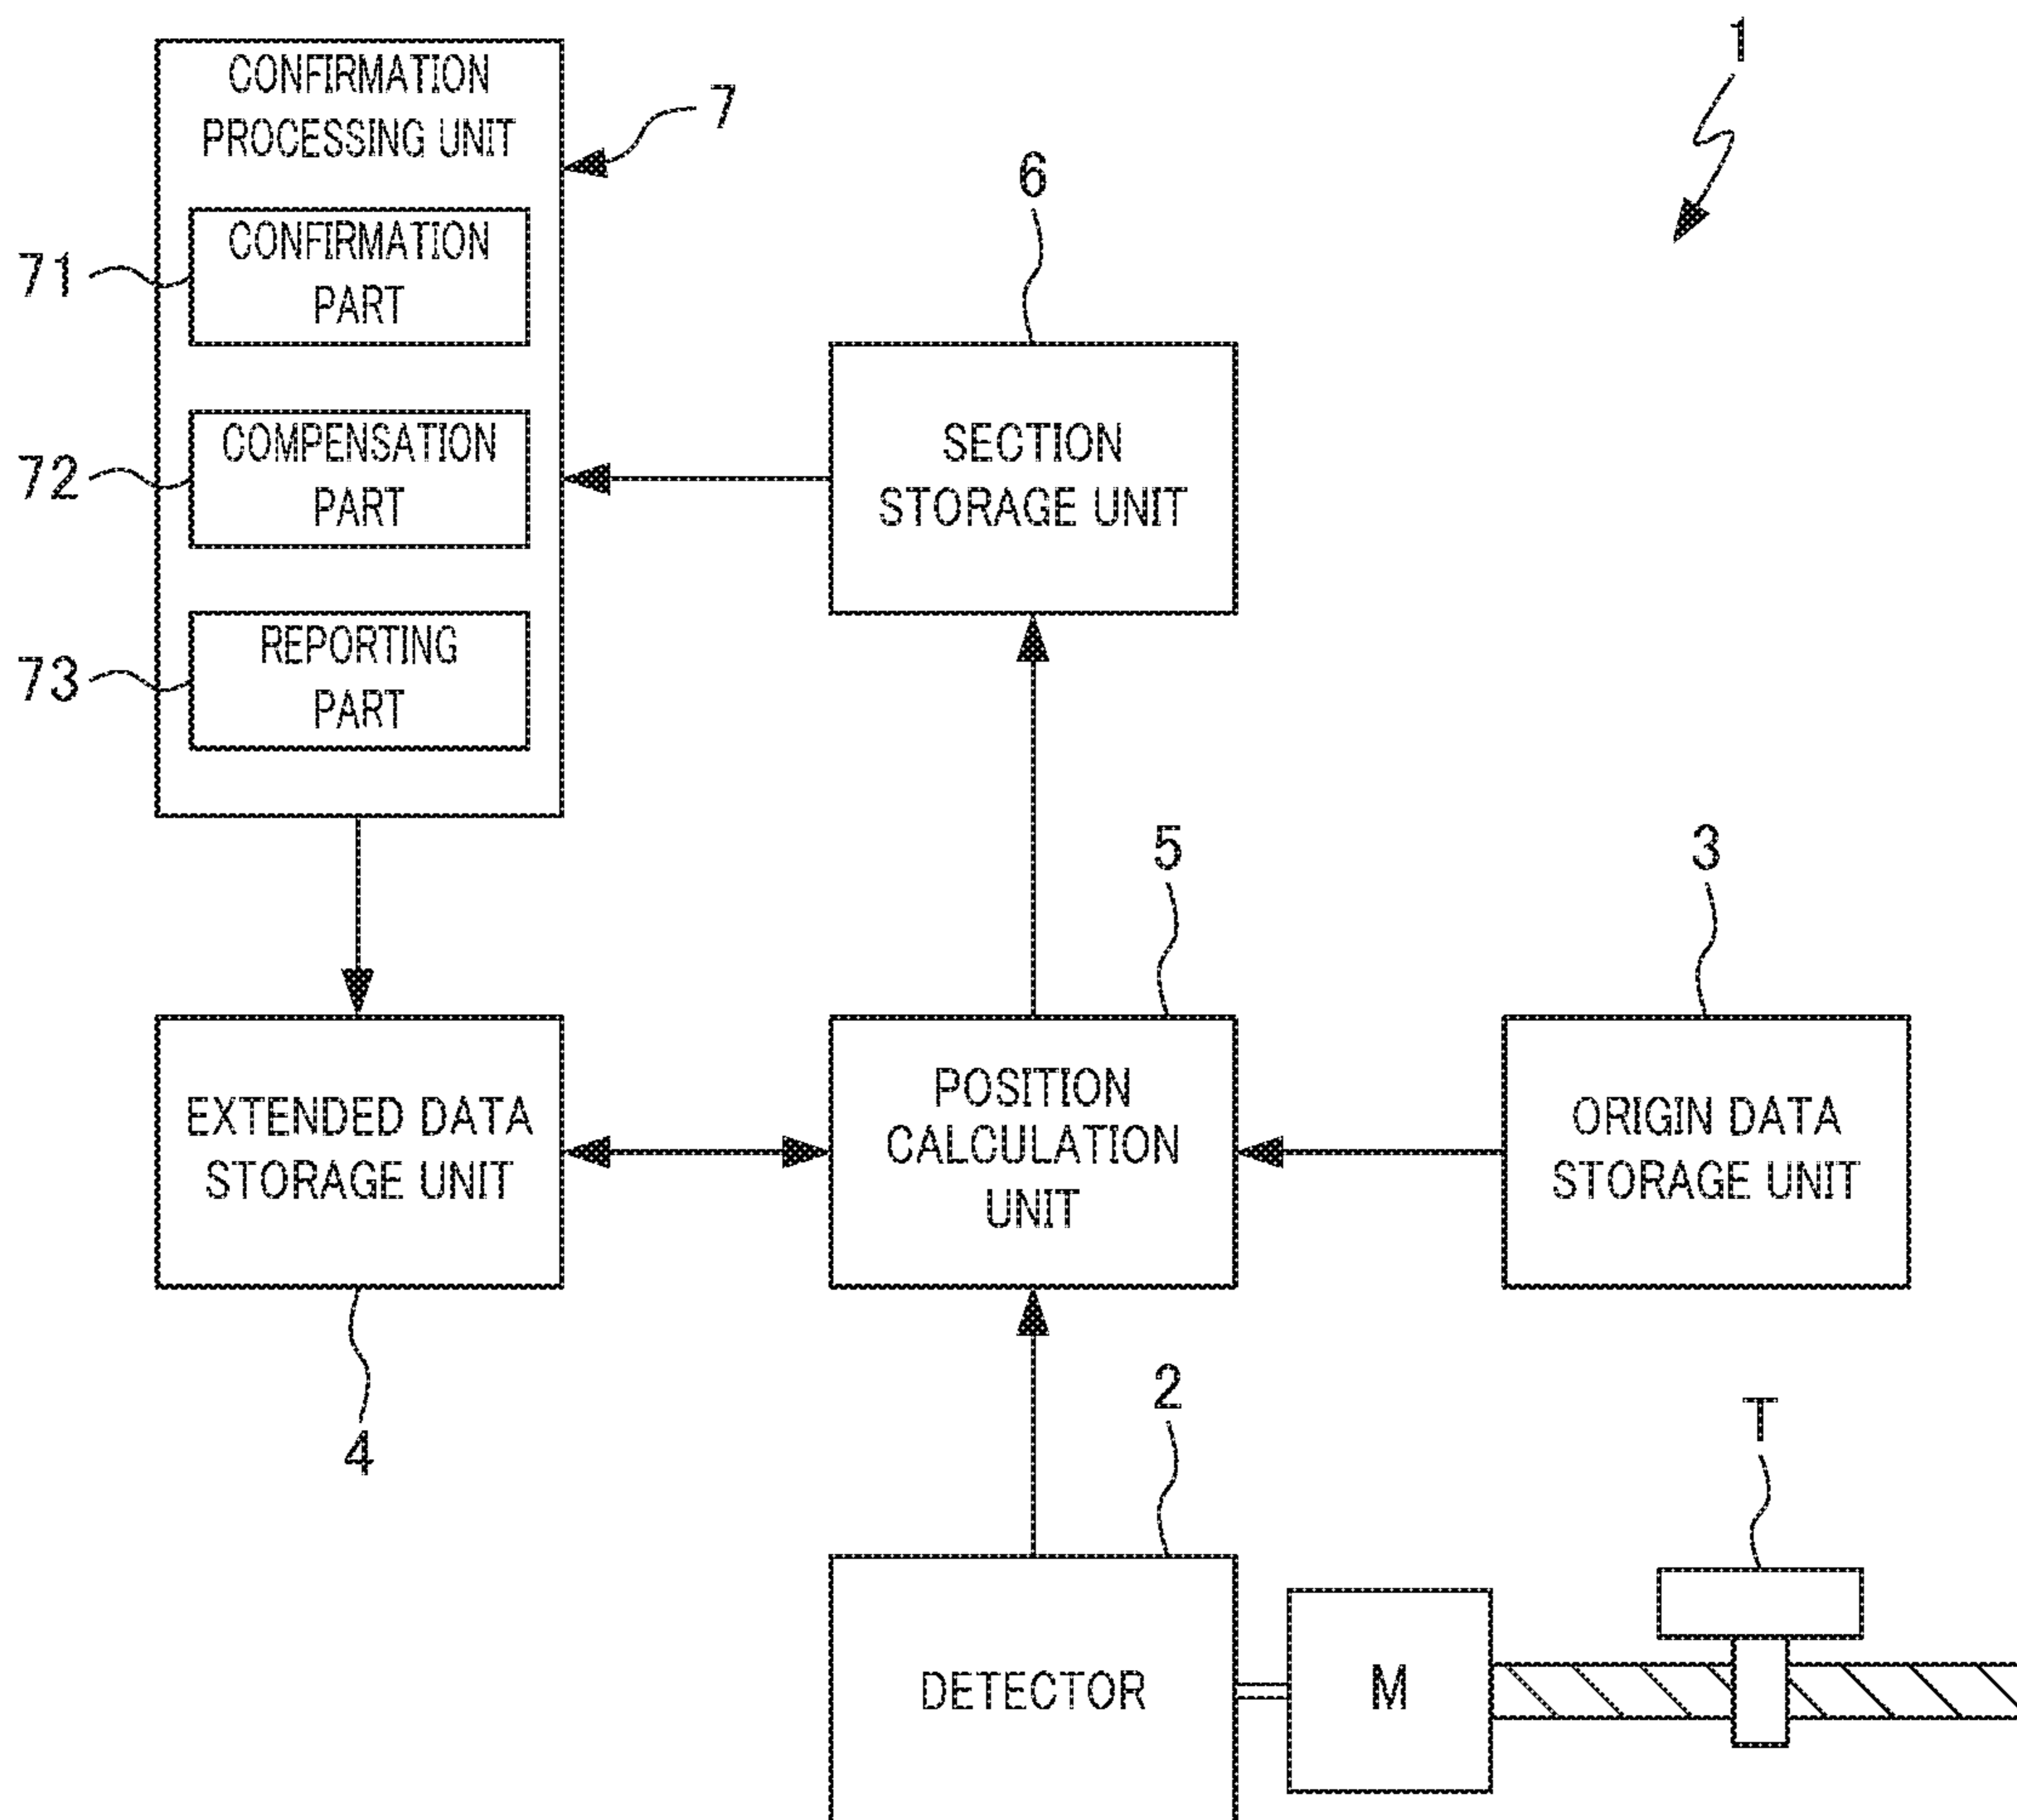 1
CONFIRMATION
PROCESSING UNIT
7
CONFIRMATION
PART
71
6
COMPENSATION
PART
72
SECTION
STORAGE UNIT
REPORTING
PART
73
5
3
EXTENDED DATA
STORAGE UNIT
4
POSITION
CALCULATION
UNIT
ORIGIN DATA
STORAGE UNIT
2
T
DETECTOR
M